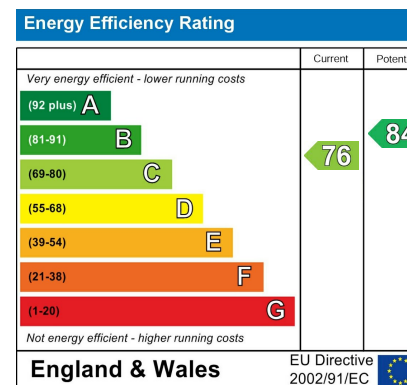 Energy Efficiency Rating
Current
Potent
Very energy efficient - lower running costs
(92 plus) A
(81-91) B
84
(69-80) C
76
(55-68) D
(39-54) E
(21-38) F
(1-20) G
Not energy efficient - higher running costs
England & Wales
EU Directive
2002/91/EC